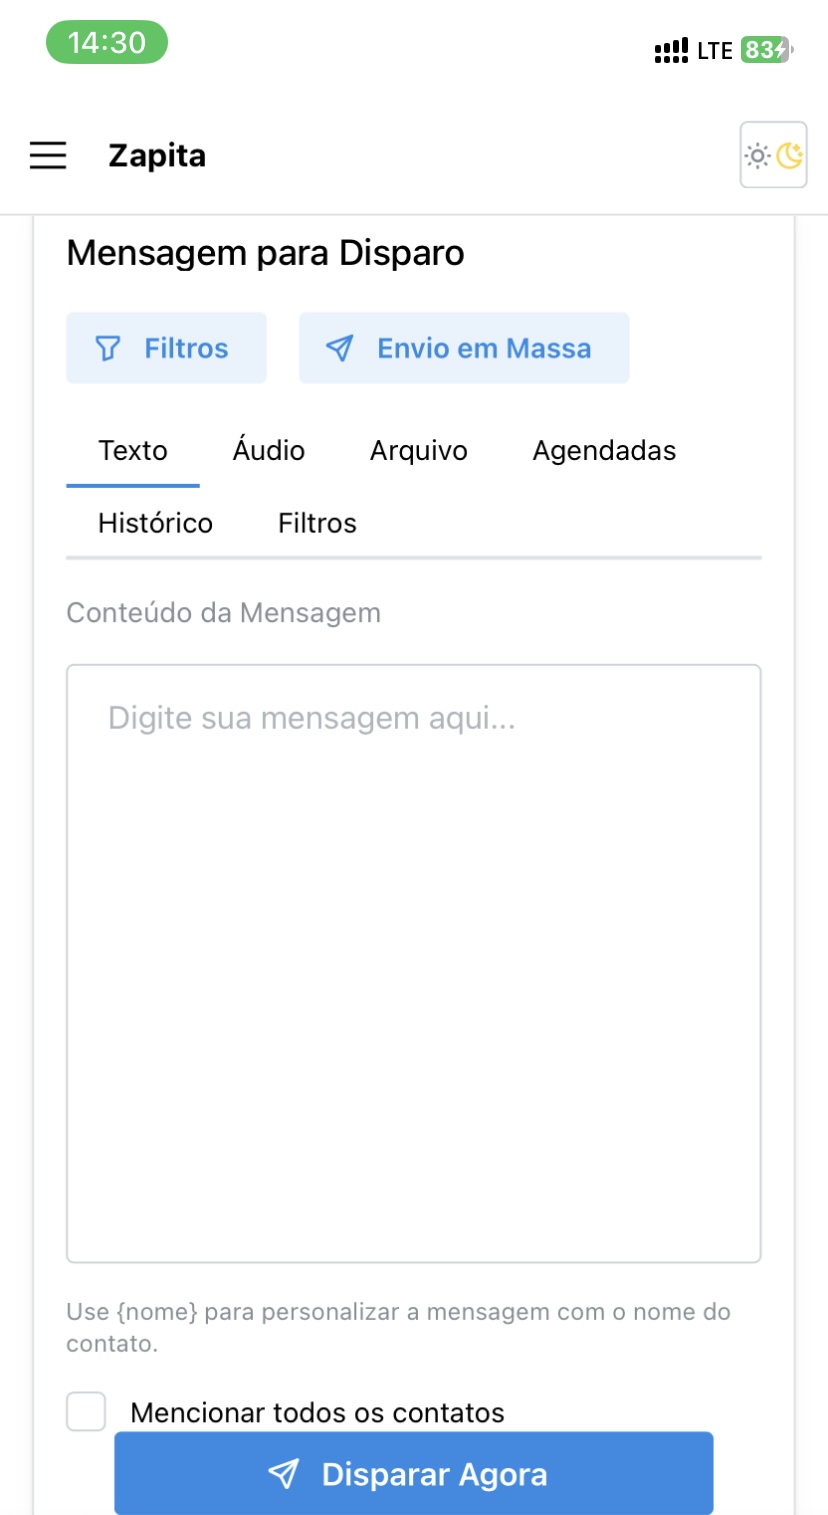 14:30
LTE 83
Zapita
Mensagem para Disparo
Filtros Envio em Massa
Texto Áudio Arquivo Agendadas
Histórico Filtros
Conteúdo da Mensagem
Digite sua mensagem aqui...
Use {nome} para personalizar a mensagem com o nome do
contato.
Mencionar todos os contatos
Disparar Agora